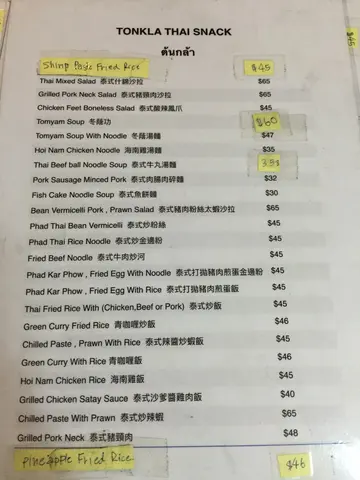 TONKLA THAI SNACK
ต้นกล้า
Shinp Paste Fried Rice $45
Thai Mixed Salad 泰式什錦沙拉 $65
Grilled Pork Neck Salad 泰式豬頸肉沙拉 $65
Chicken Feet Boneless Salad 泰式酸辣鳳爪 $45
Tomyam Soup 冬蔭功 $60
Tomyam Soup With Noodle 冬蔭湯麵 $47
Hoi Nam Chicken Noodle 海南雞湯麵 $35
Thai Beef ball Noodle Soup 泰式牛丸湯麵
Pork Sausage Minced Pork 泰式肉腸肉碎麵 $32
Fish Cake Noodle Soup 泰式魚餅麵 $30
Bean Vermicelli Pork , Prawn Salad 泰式豬肉粉絲太蝦沙拉 $65
Phad Thai Bean Vermicelli 泰式炒粉絲 $45
Phad Thai Rice Noodle 泰式炒金邊粉 $45
Fried Beef Noodle 泰式牛肉炒河 $45
Phad Kar Phow , Fried Egg With Noodle 泰式打拋豬肉煎蛋金邊粉 $45
Phad Kar Phow , Fried Egg With Rice 泰式打拋豬肉煎蛋飯 $45
Thai Fried Rice With (Chicken,Beef or Pork) 泰式炒飯 $45
Green Curry Fried Rice 青咖喱炒飯 $46
Chilled Paste , Prawn With Rice 泰式辣醬炒蝦飯 $45
Green Curry With Rice 青咖喱飯 $46
Hoi Nam Chicken Rice 海南雞飯 $45
Grilled Chicken Satay Sauce 泰式沙爹醬雞肉飯 $40
Chilled Paste With Prawn 泰式炒辣蝦 $65
Grilled Pork Neck 泰式豬頸肉 $48
Pineapple Fried Rice $46